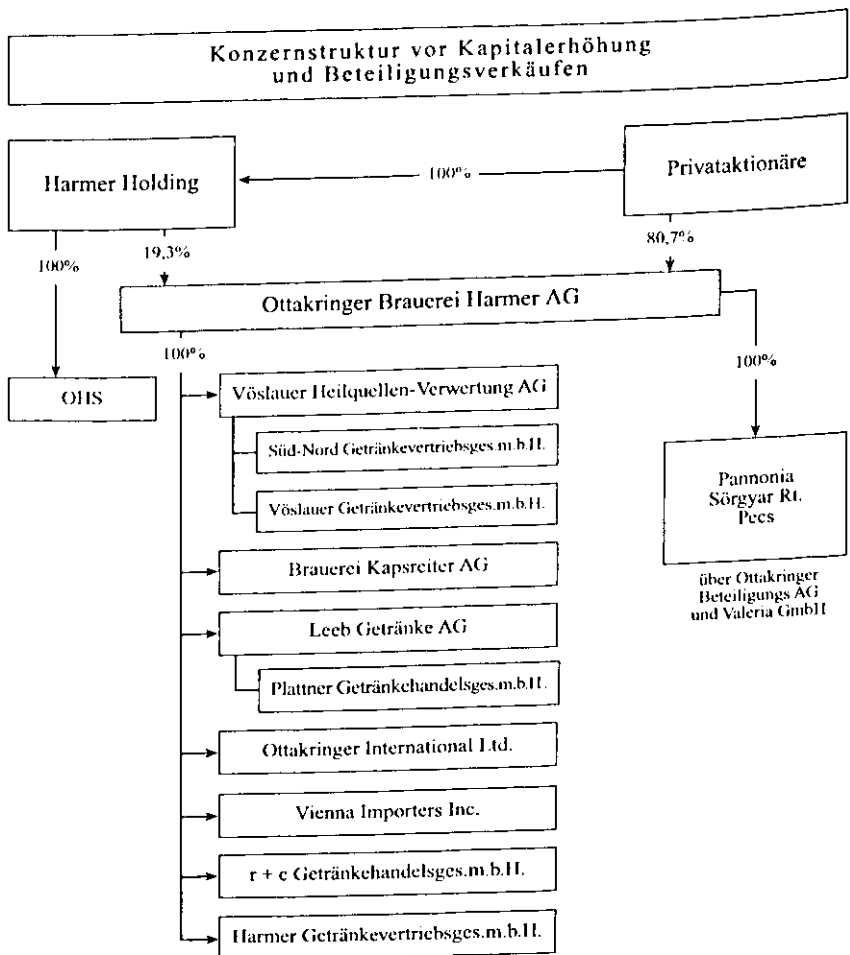 Konzernstruktur vor Kapitalerhöhung
und Beteiligungsverkäufen
Harmer Holding
100%
Privataktionäre
100%
19,3%
80,7%
Ottakringer Brauerei Harmer AG
100%
100%
OHS
Vöslauer Heilquellen-Verwertung AG
Süd-Nord Getränkevertriebsges.m.b.H.
Vöslauer Getränkevertriebsges.m.b.H.
Pannonia
Sörgyar Rt.
Pecs
über Ottakringer
Beteiligungs AG
und Valeria GmbH
Brauerei Kapsreiter AG
Leeb Getränke AG
Plattner Getränkehandelsges.m.b.H.
Ottakringer International Ltd.
Vienna Importers Inc.
r + c Getränkehandelsges.m.b.H.
Harmer Getränkevertriebsges.m.b.H.